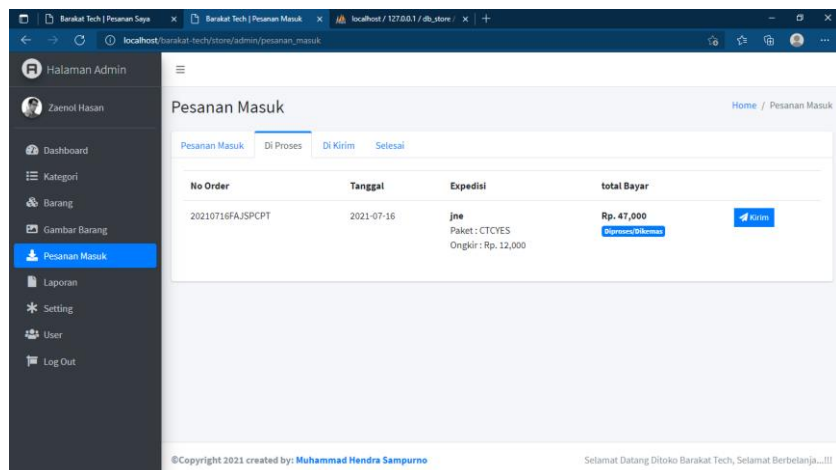 Barakat Tech | Pesanan Saya
Barakat Tech | Pesanan Masuk
localhost / 127.0.0.1 / db_store /
localhost/barakat-tech/store/admin/pesanan_masuk
Halaman Admin
Zaenol Hasan
Dashboard
Kategori
Barang
Gambar Barang
Pesanan Masuk
Laporan
Setting
User
Log Out
Pesanan Masuk
Home / Pesanan Masuk
Pesanan Masuk Di Proses Di Kirim Selesai
No Order Tanggal Expedisi total Bayar
20210716FAJSPCPT 2021-07-16 jne Rp. 47,000 Kirim
Paket : CTCYES Diproses/Dikemas
Ongkir : Rp. 12,000
©Copyright 2021 created by: Muhammad Hendra Sampurno
Selamat Datang Ditoko Barakat Tech, Selamat Berbelanja...!!!